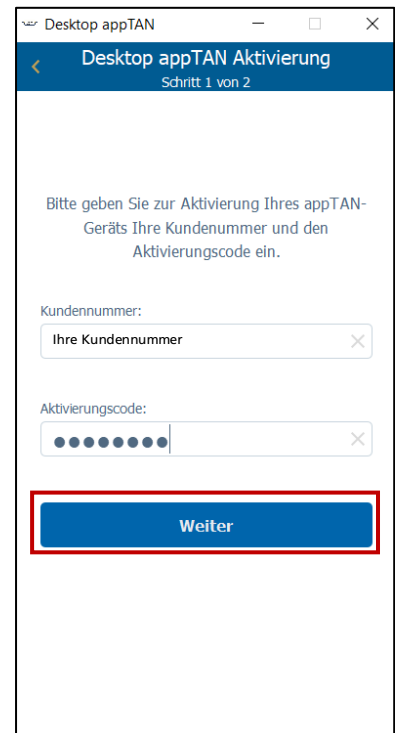 Desktop appTAN
Desktop appTAN Aktivierung
Schritt 1 von 2
Bitte geben Sie zur Aktivierung Ihres appTAN-
Geräts Ihre Kundenummer und den
Aktivierungscode ein.
Kundennummer:
Ihre Kundennummer
Aktivierungscode:
Weiter